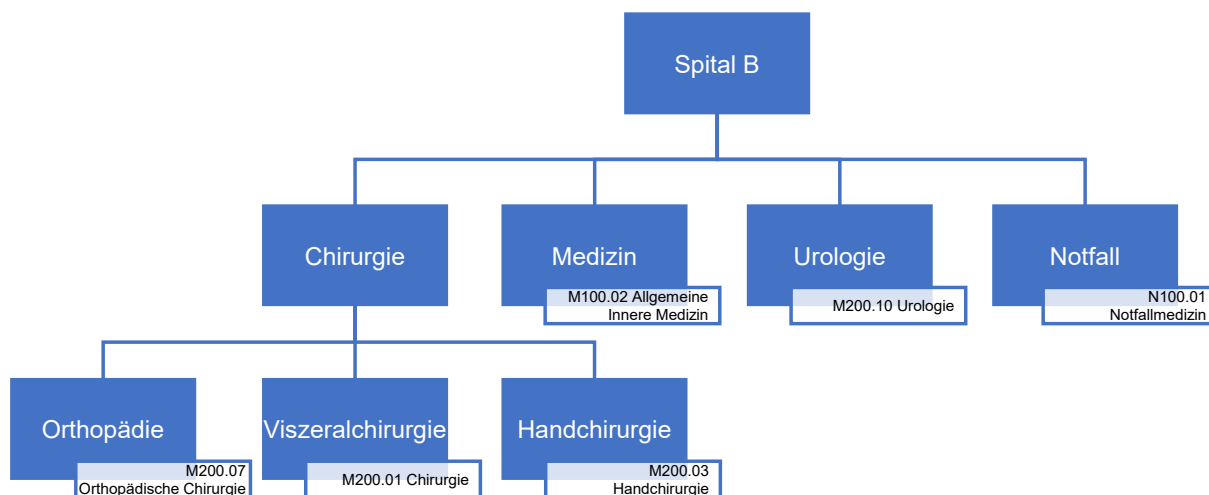 Spital B
Chirurgie
Medizin
M100.02 Allgemeine
Innere Medizin
Urologie
M200.10 Urologie
Notfall
N100.01
Notfallmedizin
Orthopädie
M200.07
Orthopädische Chirurgie
Viszeralchirurgie
M200.01 Chirurgie
Handchirurgie
M200.03
Handchirurgie